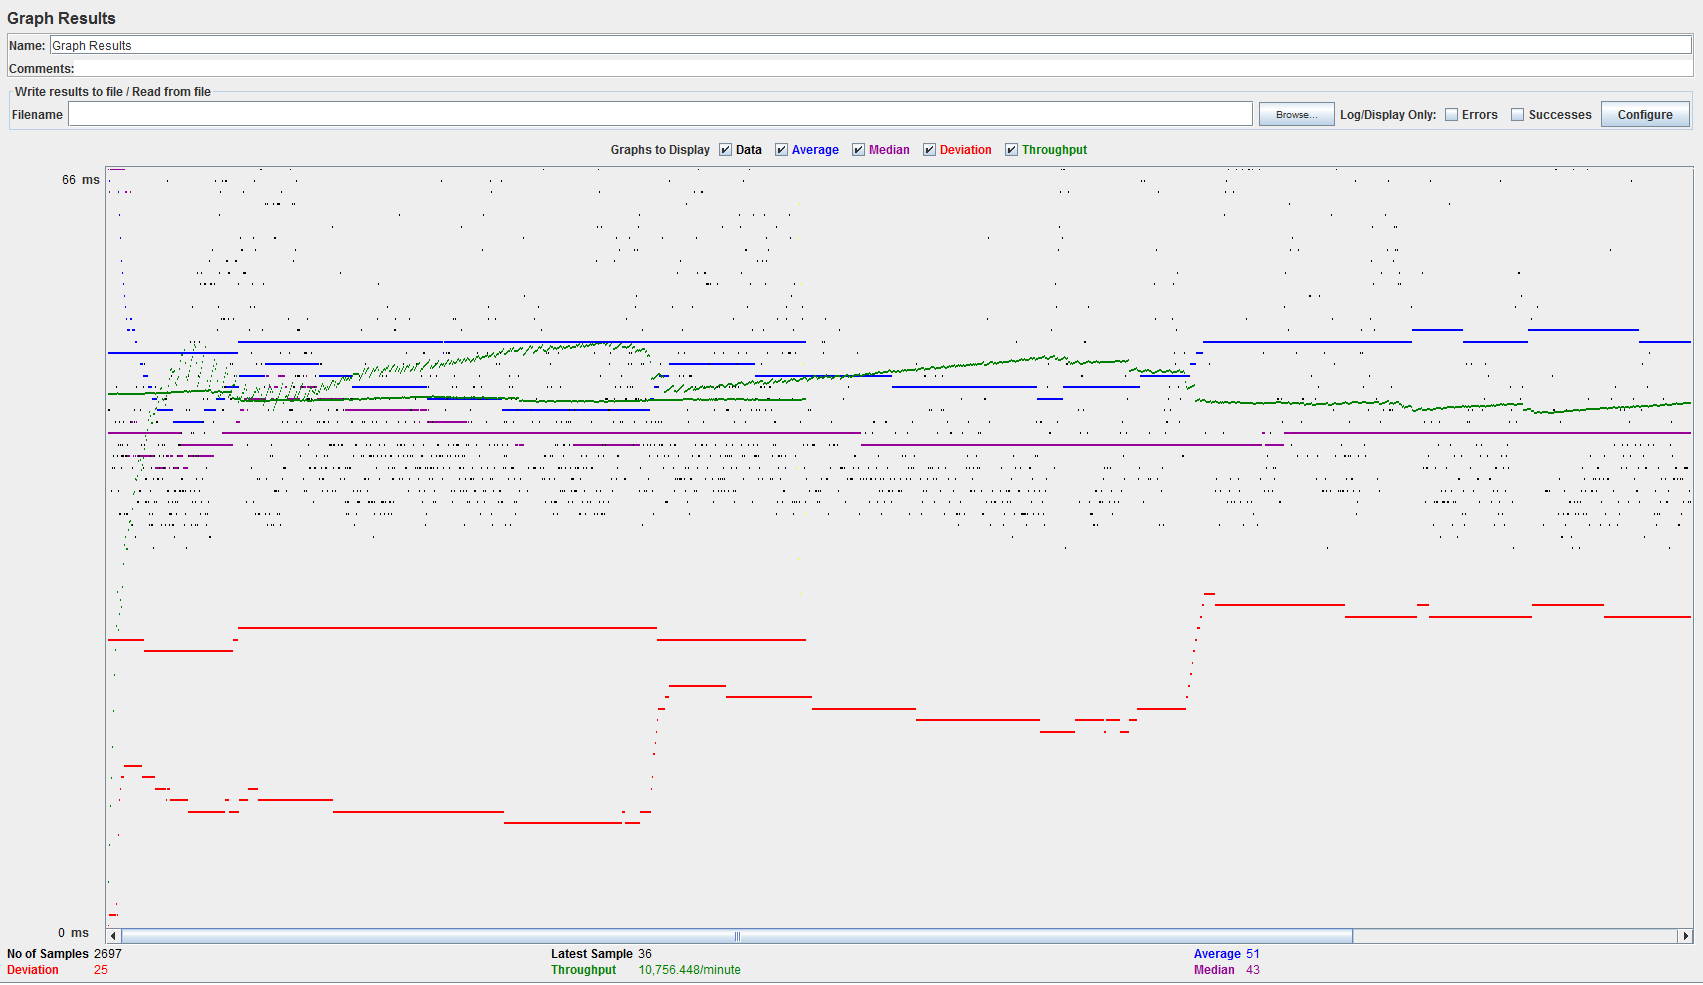 Graph Results
Name: Graph Results
Comments:
Write results to file / Read from file
Filename Browse... Log/Display Only: Errors Successes Configure
Graphs to Display Data Average Median Deviation Throughput
66 ms
0 ms
No of Samples 2697 Latest Sample 36 Average 51
Deviation 25 Throughput 10,756.448/minute Median 43